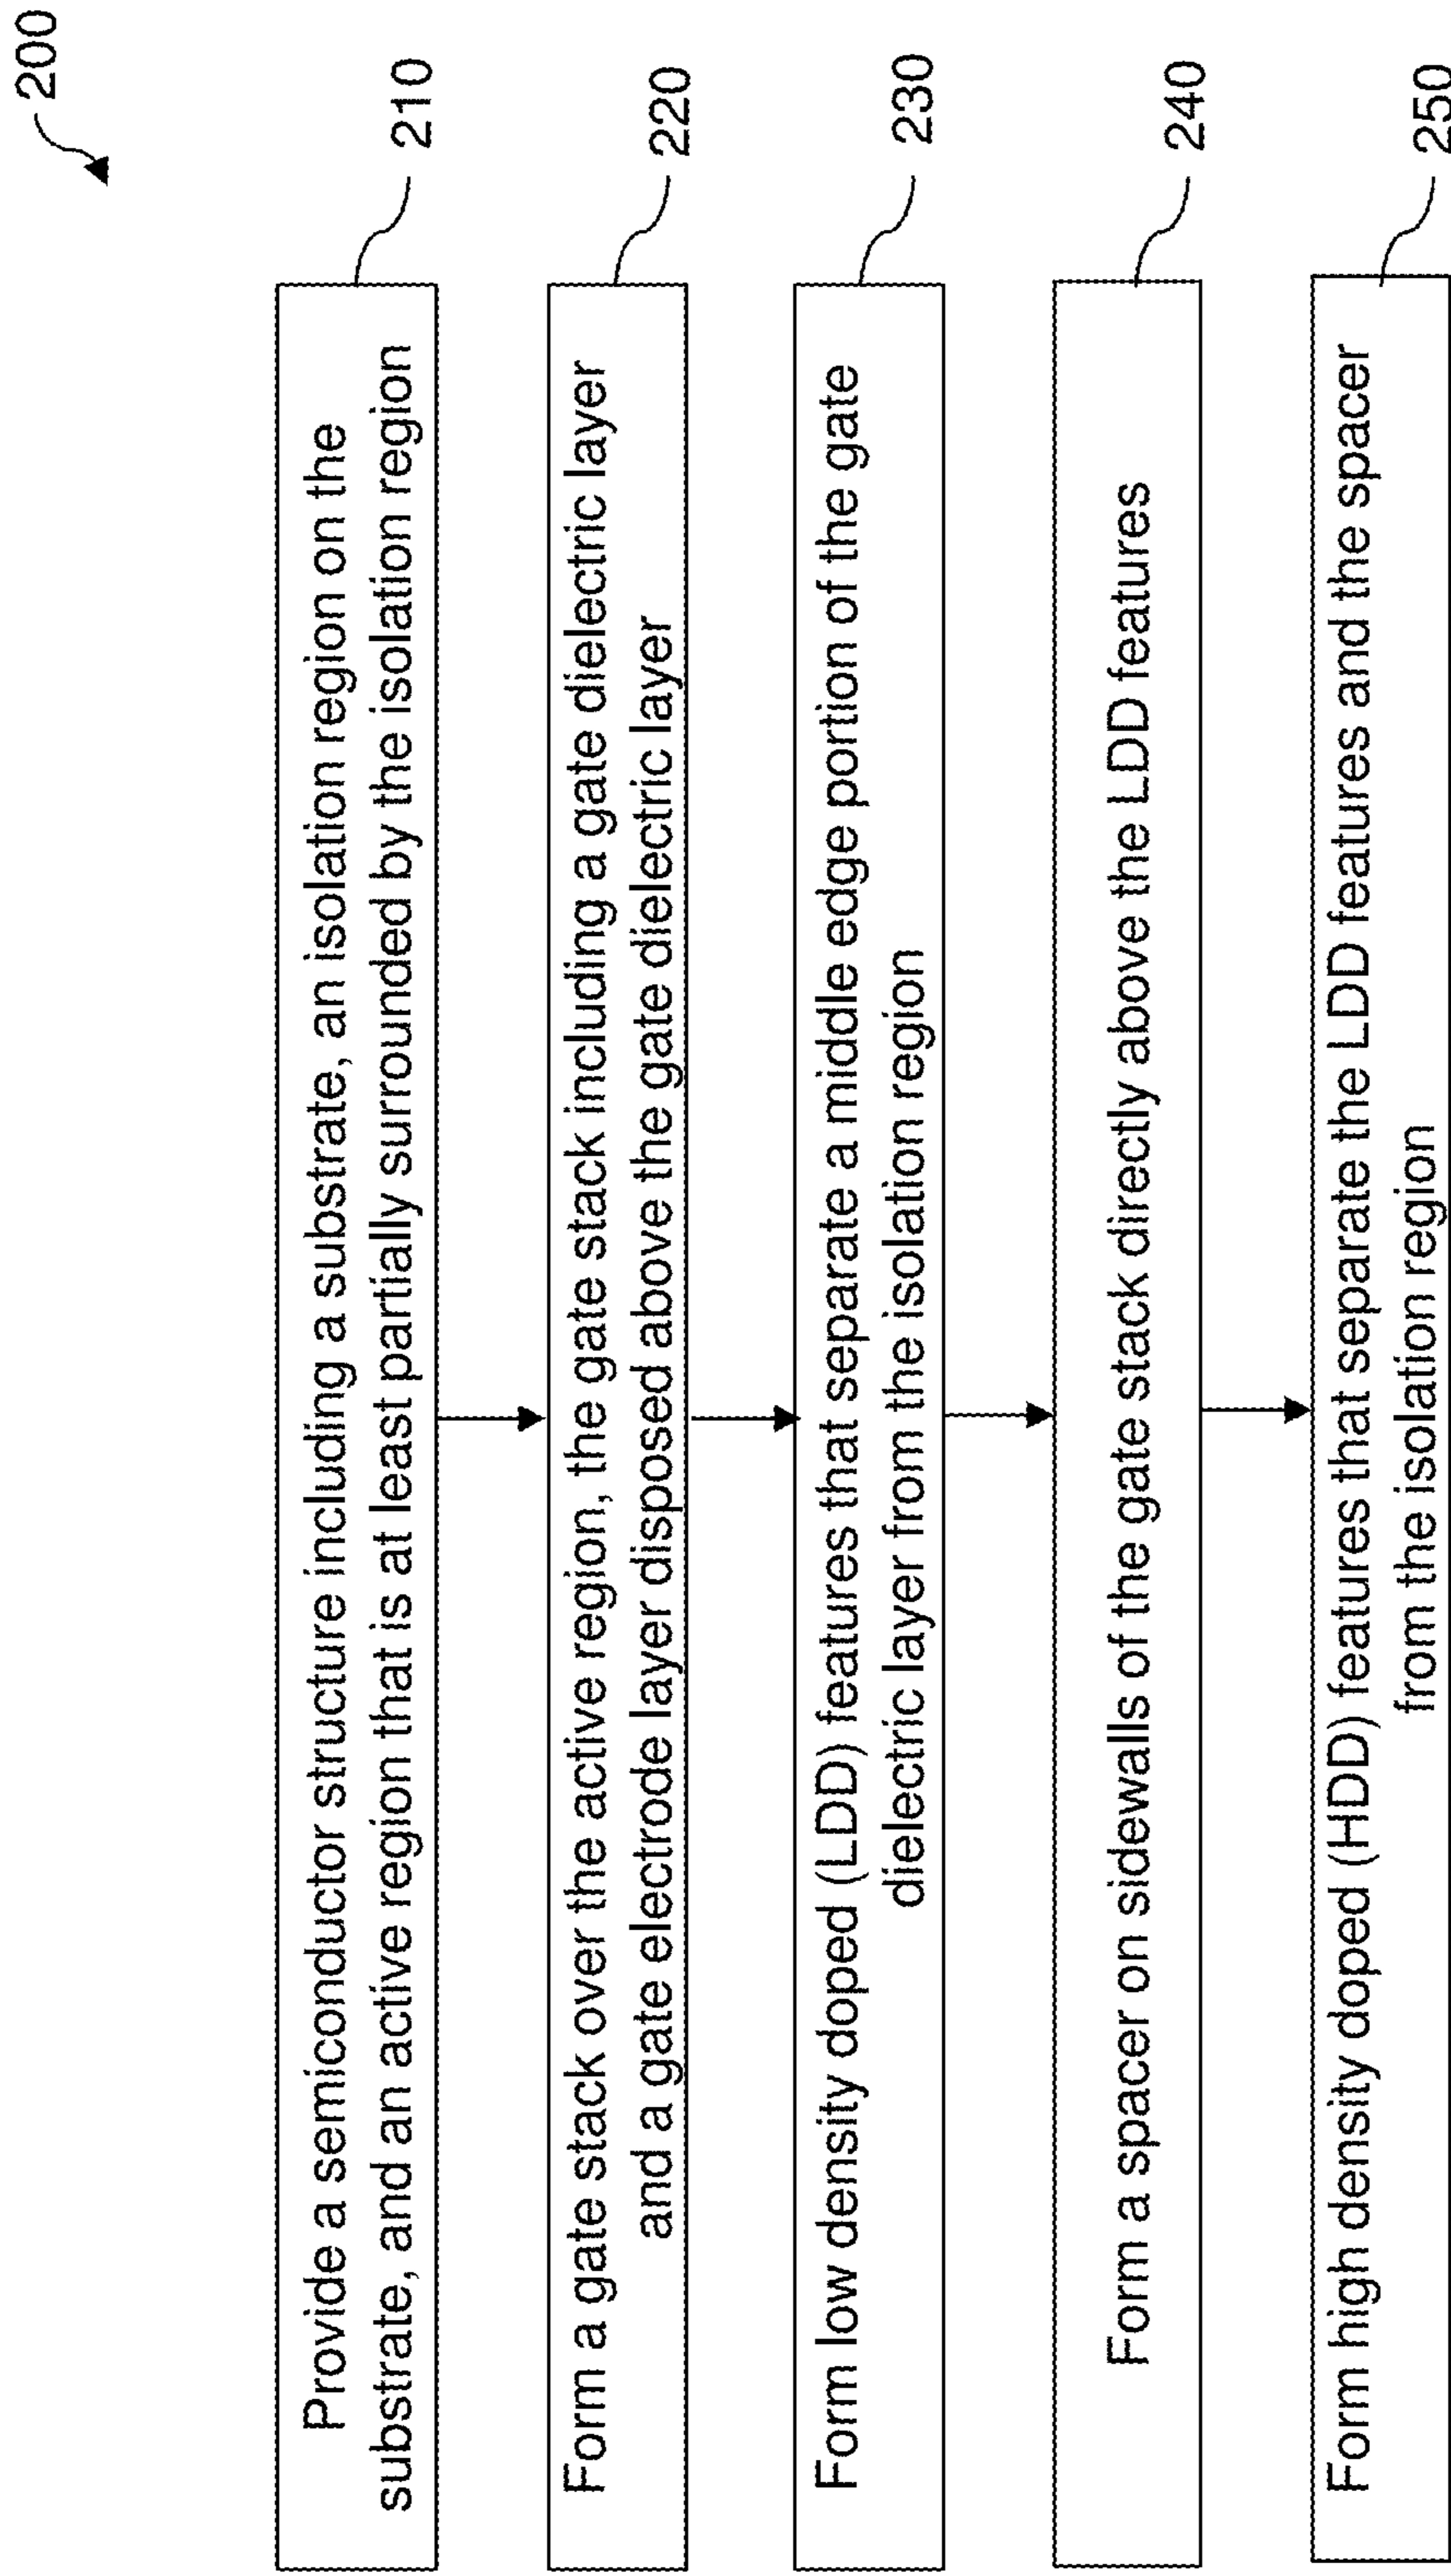 200
Provide a semiconductor structure including a substrate, an isolation region on the
substrate, and an active region that is at least partially surrounded by the isolation region
210
Form a gate stack over the active region, the gate stack including a gate dielectric layer
and a gate electrode layer disposed above the gate dielectric layer
220
Form low density doped (LDD) features that separate a middle edge portion of the gate
dielectric layer from the isolation region
230
Form a spacer on sidewalls of the gate stack directly above the LDD features
240
Form high density doped (HDD) features that separate the LDD features and the spacer
from the isolation region
250